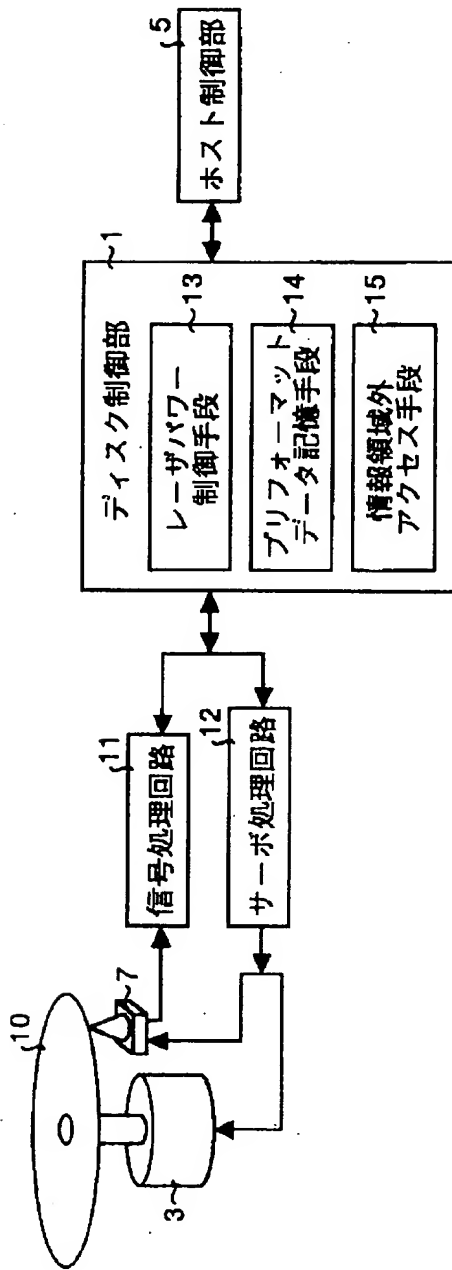 10
7
3
11
信号処理回路
12
サーボ処理回路
1
ディスク制御部
レーザパワー
制御手段
13
プリフォーマット
データ記憶手段
14
情報領域外
アクセス手段
15
5
ホスト制御部